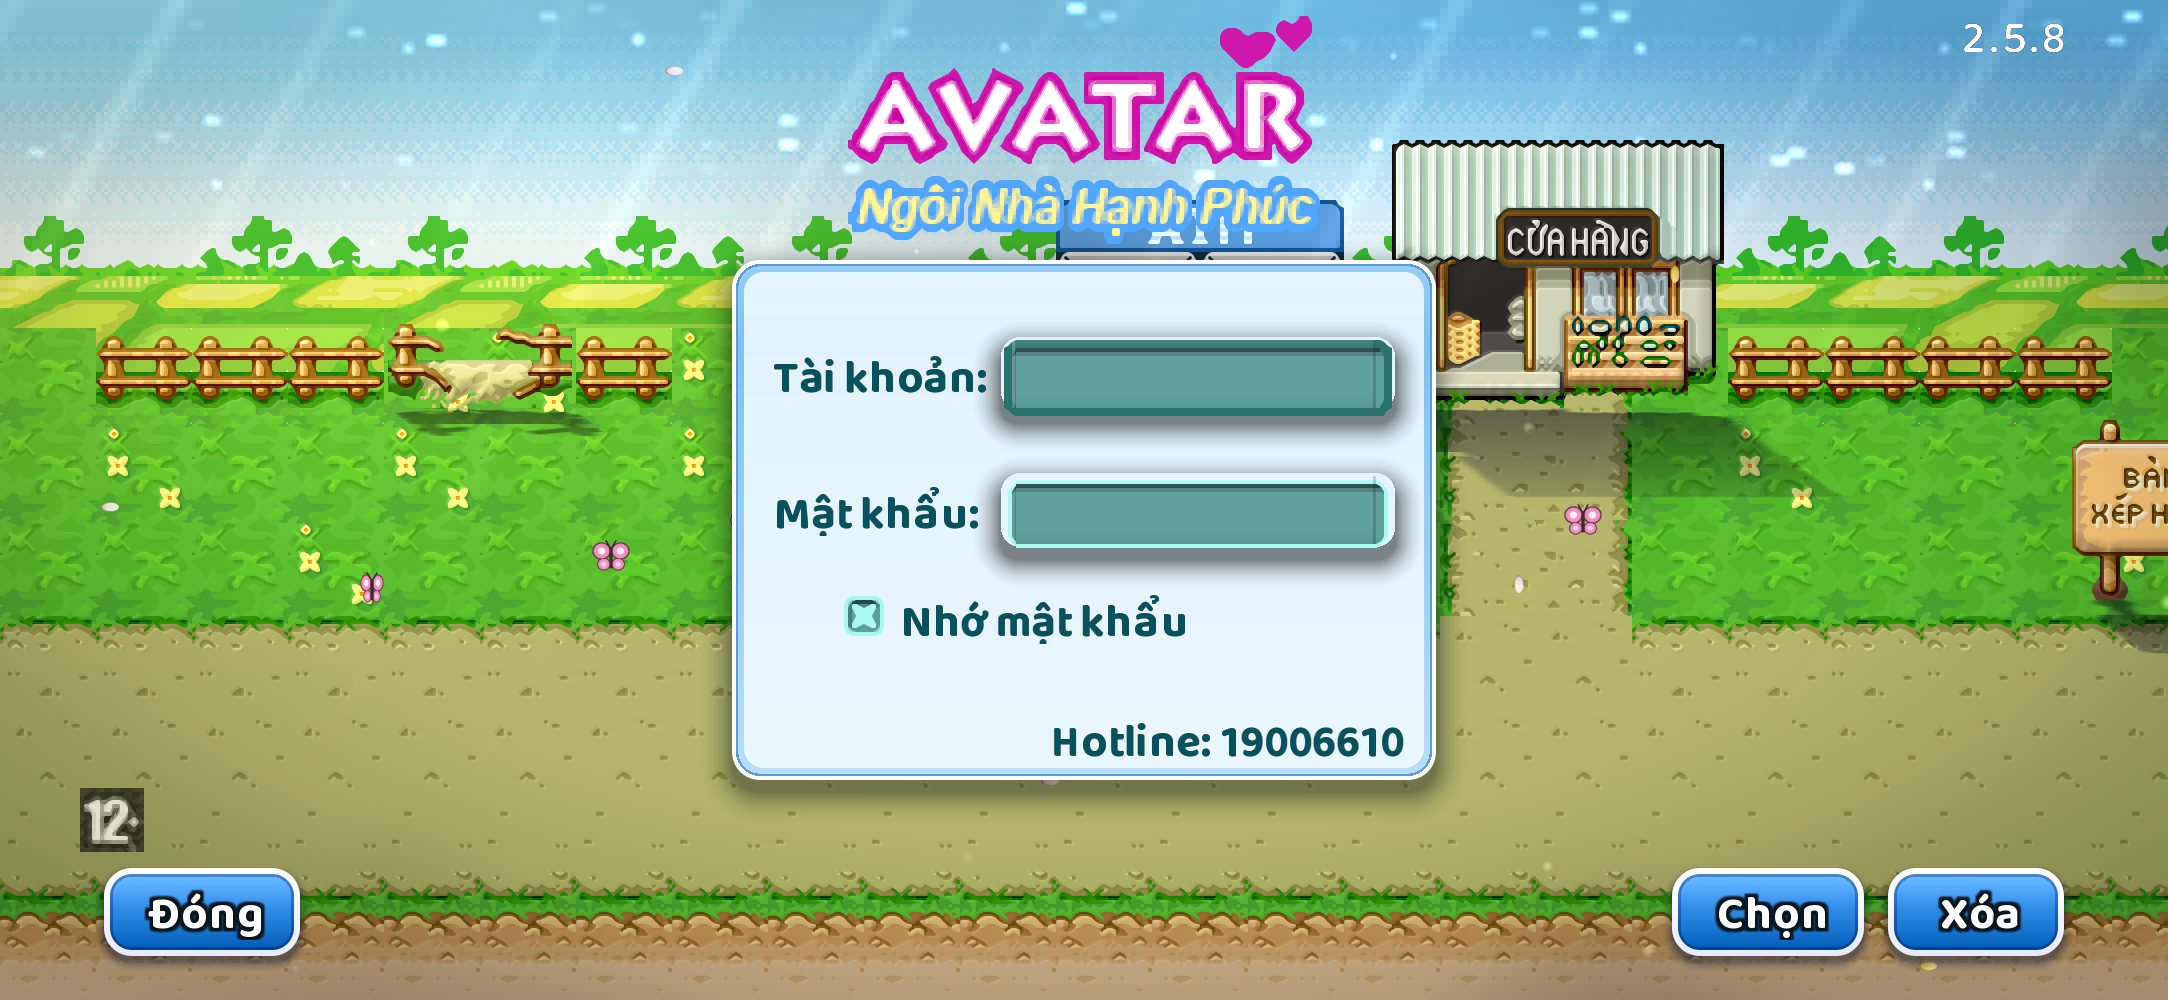 2.5.8
AVATAR
Ngôi Nhà Hạnh Phúc
CỬA HÀNG
Tài khoản:
Mật khẩu:
Nhớ mật khẩu
XẾP
Hotline: 19006610
12+
Đóng
Chọn
Xóa